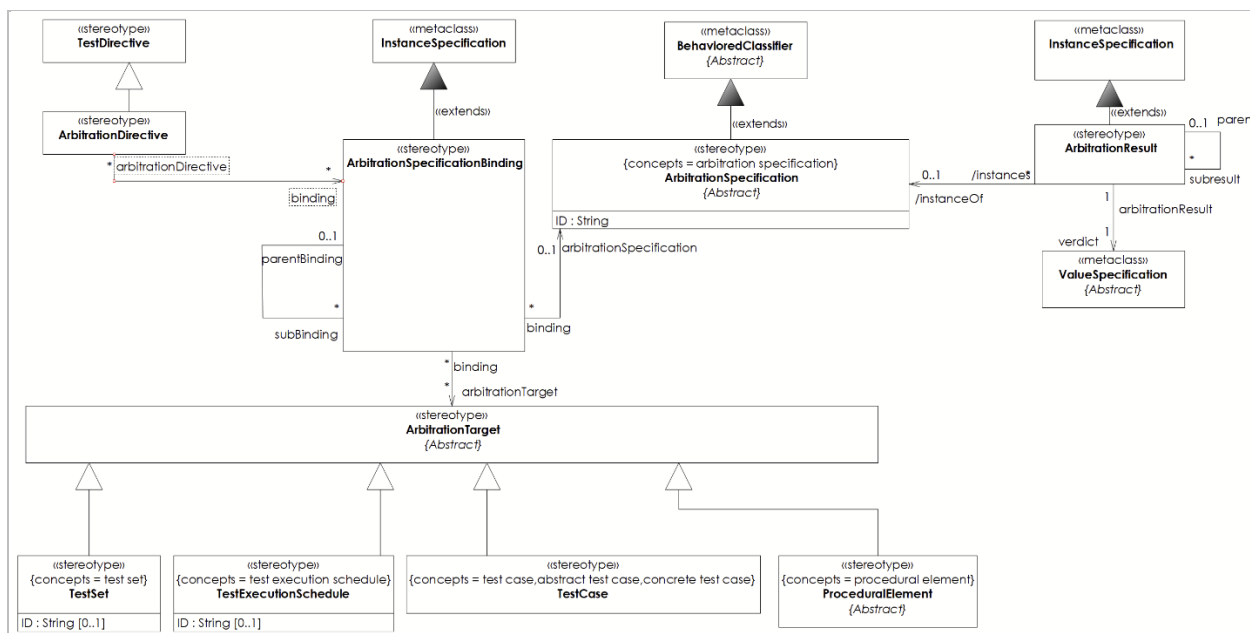 «stereotype»
TestDirective
«metaclass»
InstanceSpecification
«metaclass»
BehavioredClassifier
{Abstract}
«metaclass»
InstanceSpecification
«stereotype»
ArbitrationDirective
«extends»
«extends»
«extends»
* arbitrationDirective
*
binding
«stereotype»
ArbitrationSpecificationBinding
0..1
parentBinding
*
subBinding
«stereotype»
{concepts = arbitration specification}
ArbitrationSpecification
{Abstract}
ID : String
0..1 parent
«stereotype»
ArbitrationResult
*
subresult
0..1 /instances *
/instanceOf
1
arbitrationResult
1
verdict
«metaclass»
ValueSpecification
{Abstract}
0..1 arbitrationSpecification
*
binding
* binding
* arbitrationTarget
«stereotype»
ArbitrationTarget
{Abstract}
«stereotype»
{concepts = test set}
TestSet
ID : String [0..1]
«stereotype»
{concepts = test execution schedule}
TestExecutionSchedule
ID : String [0..1]
«stereotype»
{concepts = test case,abstract test case,concrete test case}
TestCase
«stereotype»
{concepts = procedural element}
ProceduralElement
{Abstract}